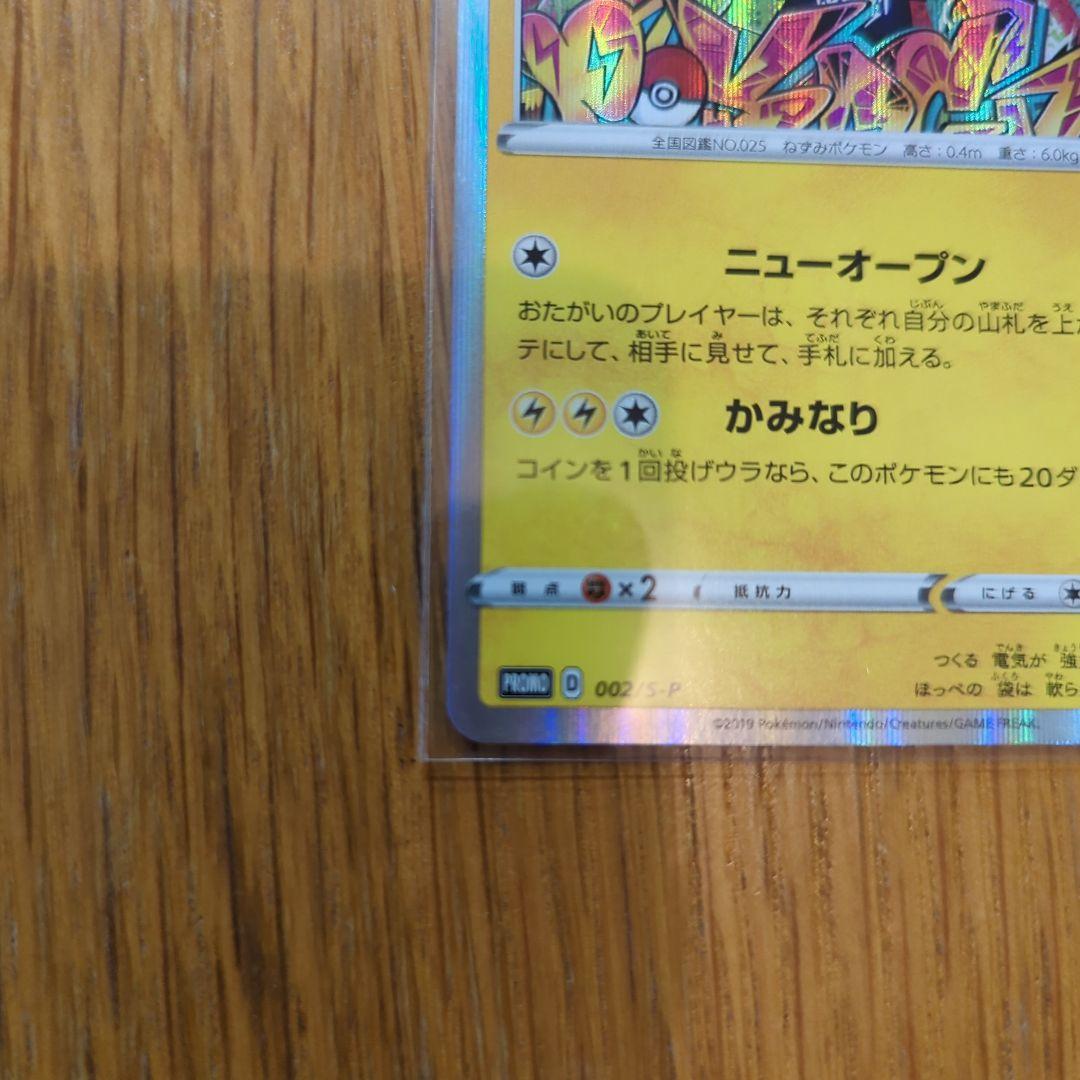 全国図鑑NO.025 ねずみポケモン 高さ:0.4m 重さ:6.0kg
ニューオープン
おたがいのプレイヤーは、それぞれ自分の山札を上
テにして、相手に見せて、手札に加える。
かみなり
コインを1回投げウラなら、このポケモンにも20ダ
弱点 ×2 抵抗力 にげる
つくる 電気が 強
ほっぺの 袋は 軟ら
PROMO D 002/S-P
©2019 Pokémon/Nintendo/Creatures/GAME FREAK.